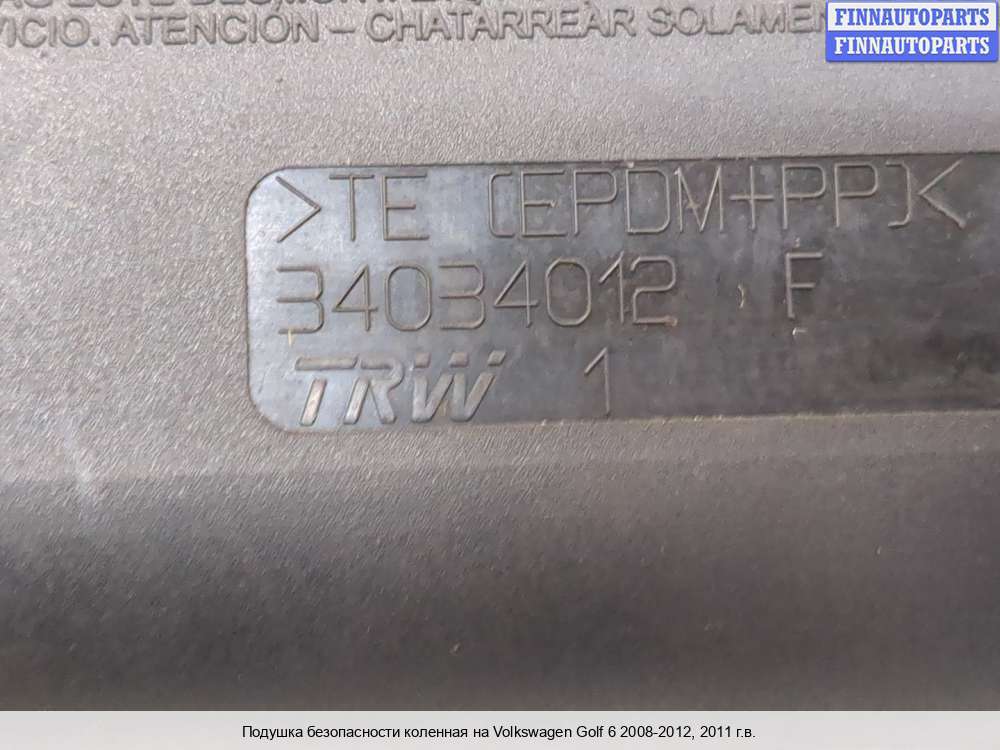 VICIO. ATENCIÓN – CHATARREAR SOLAMEN
FINNAUTOPARTS
FINNAUTOPARTS
>TE (EPDM+PP)<
34034012 F
TRW 1
Подушка безопасности коленная на Volkswagen Golf 6 2008-2012, 2011 г.в.